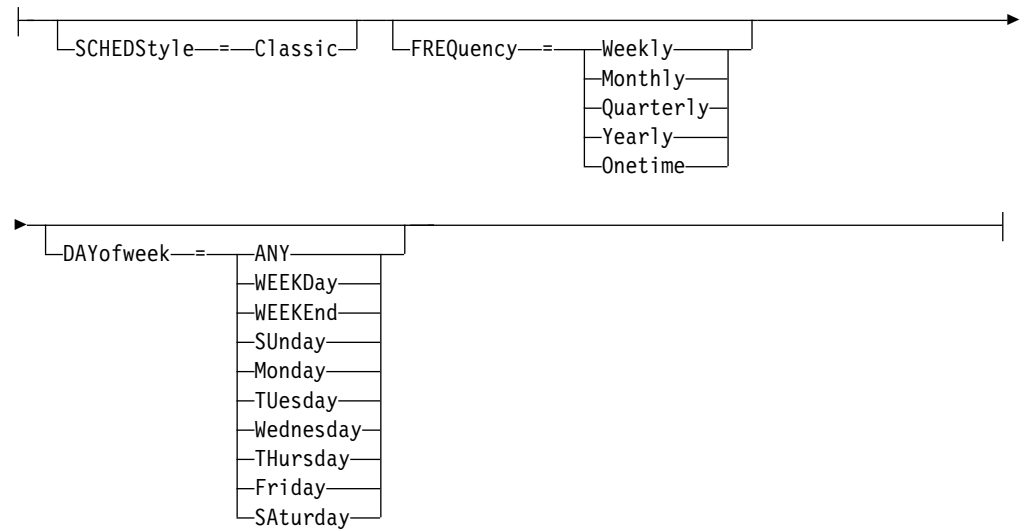 SCHEDStyle = Classic FREQuency = Weekly
Monthly
Quarterly
Yearly
Onetime
DAYofweek = ANY
WEEKDay
WEEKEnd
SUnday
Monday
TUesday
Wednesday
THursday
Friday
SAturday